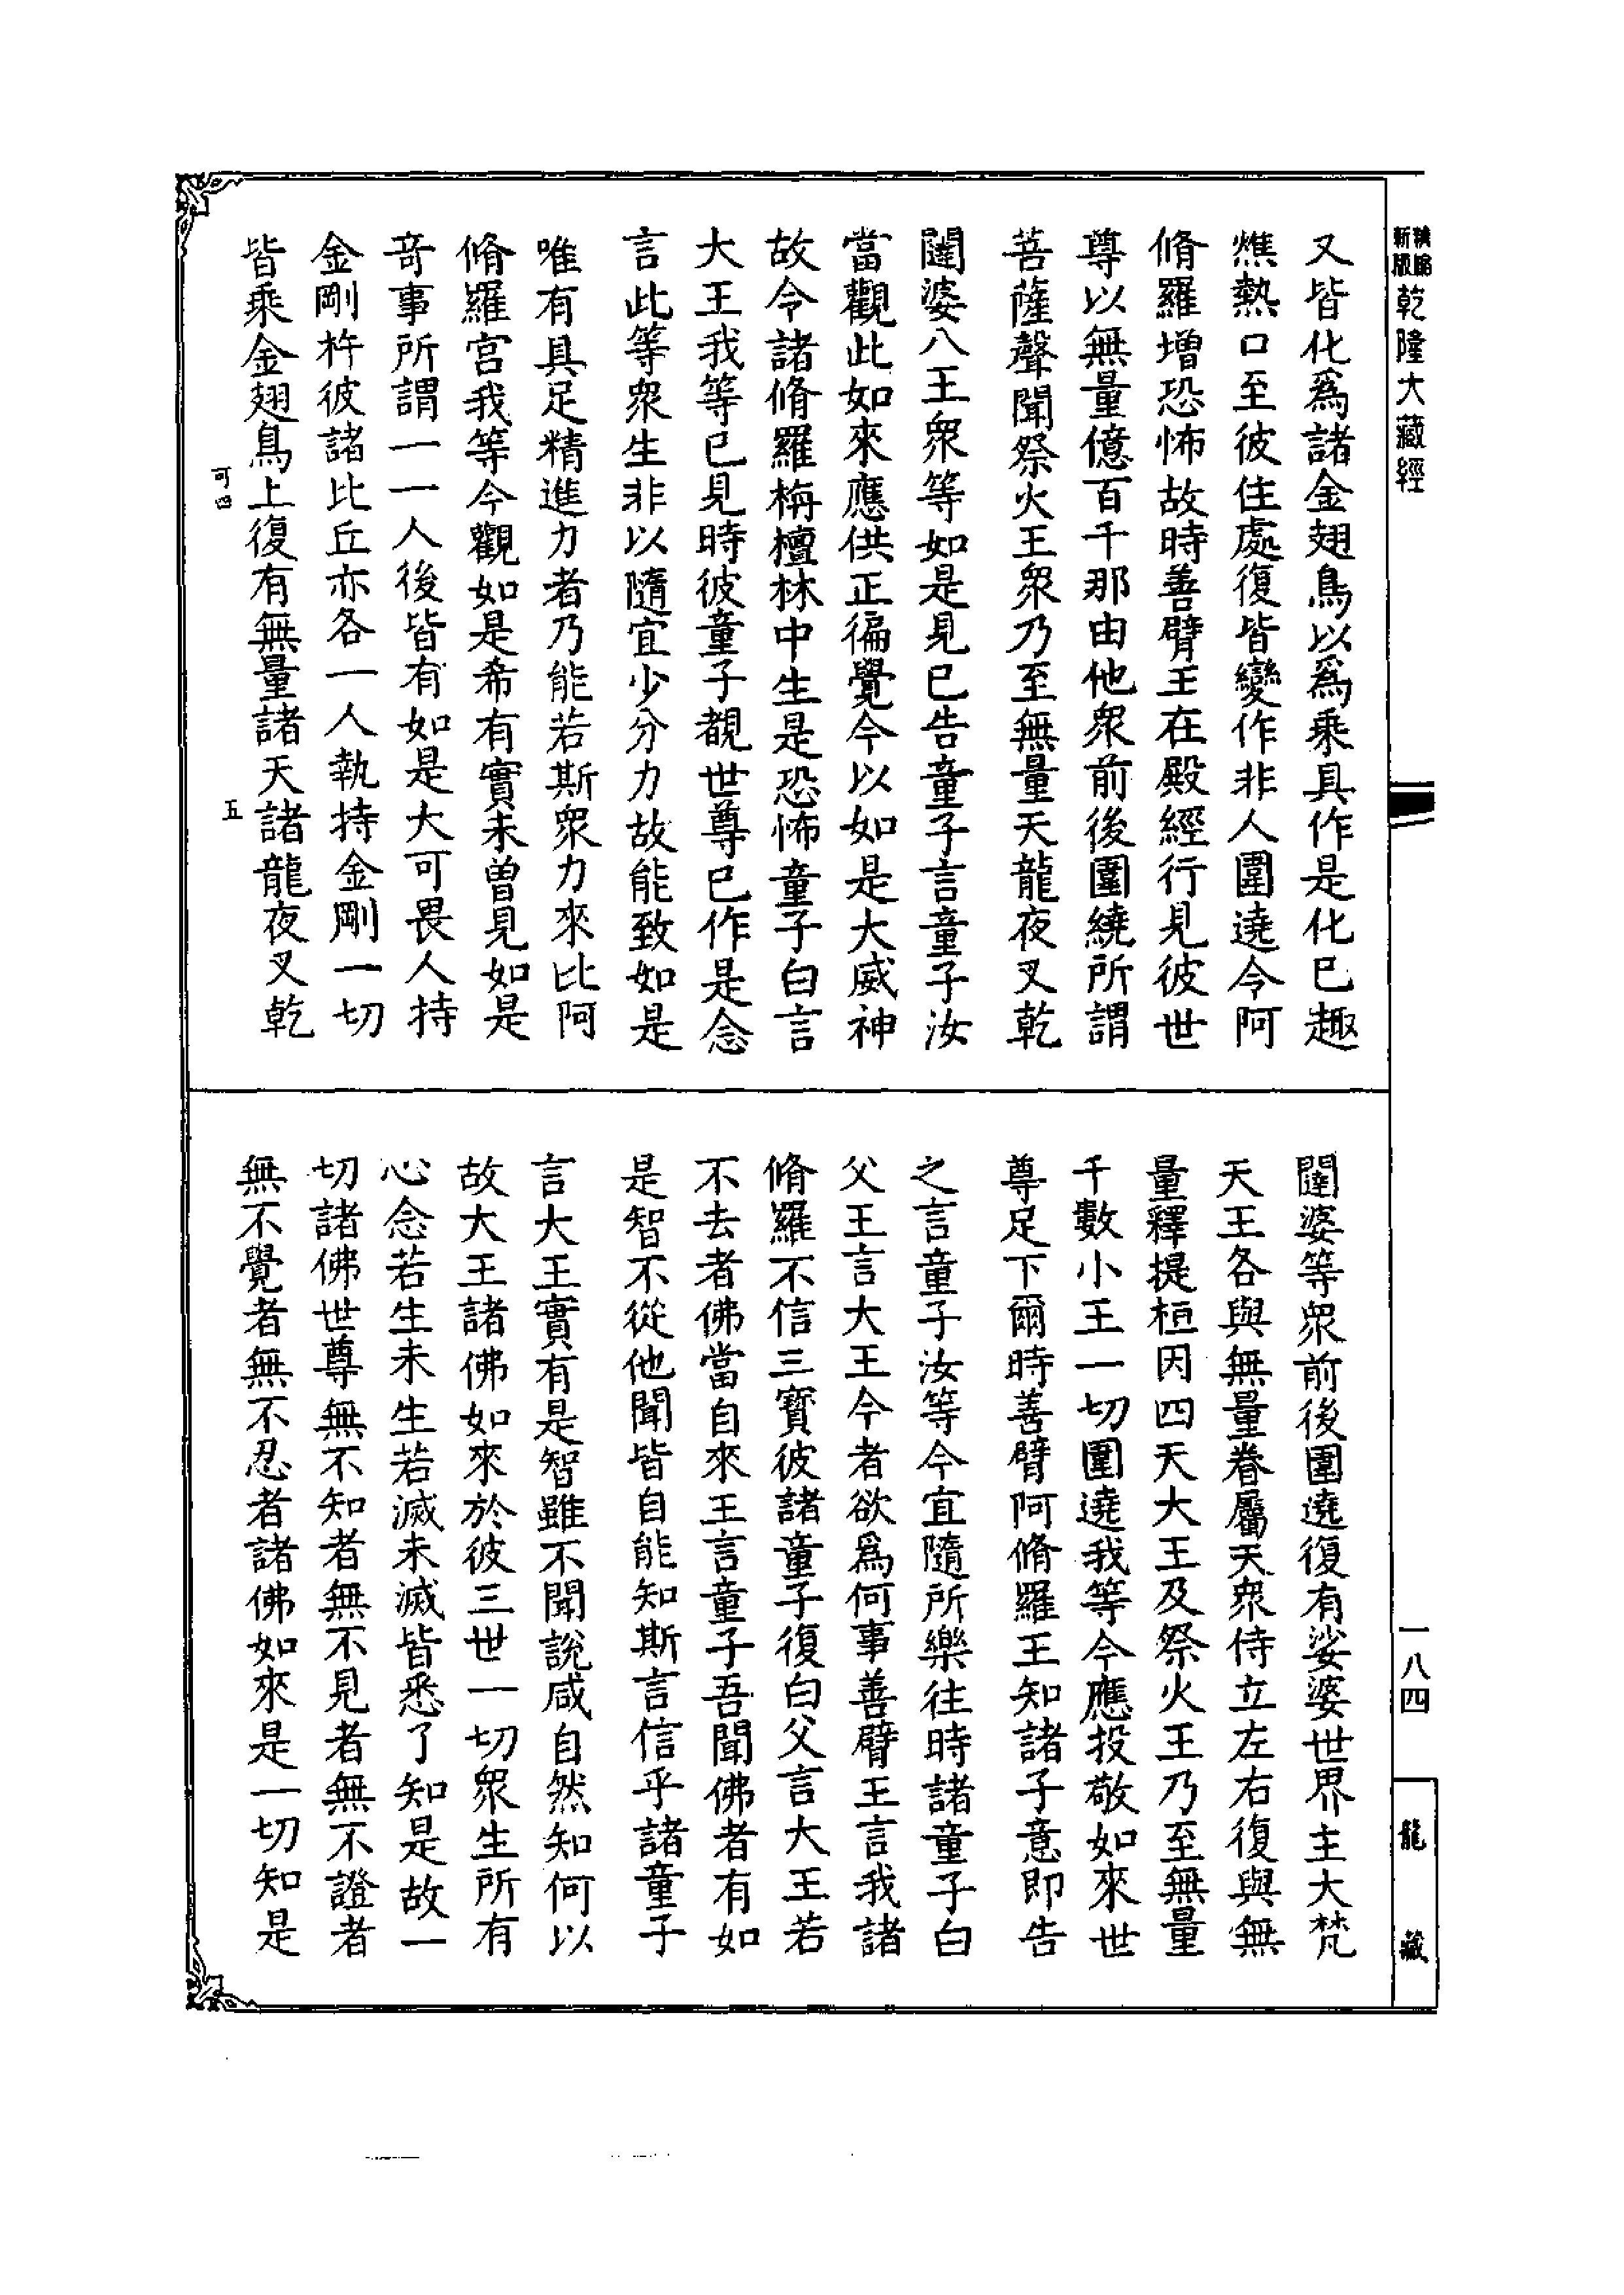 新版 精縮 乾隆大藏經
又皆化爲諸金翅鳥以爲乘具作是化已趣
燋熱口至彼住處復皆變作非人圍遶令阿
脩羅增恐怖故時善臂王在殿經行見彼世
尊以無量億百千那由他衆前後圍繞所謂
菩薩聲聞祭火王衆乃至無量天龍夜叉乾
闥婆八王衆等如是見已告童子言童子汝
當觀此如來應供正徧覺今以如是大威神
故令諸脩羅栴檀林中生是恐怖童子白言
大王我等已見時彼童子覩世尊已作是念
言此等衆生非以隨宜少分力故能致如是
唯有具足精進力者乃能若斯衆力來比阿
脩羅宮我等今觀如是希有實未曾見如是
奇事所謂一一人後皆有如是大可畏人持
金剛杵彼諸比丘亦各一人執持金剛一切
皆乘金翅鳥上復有無量諸天諸龍夜叉乾
可四 五
闥婆等衆前後圍遶復有娑婆世界主大梵
天王各與無量眷屬天衆侍立左右復與無
量釋提桓因四天大王及祭火王乃至無量
千數小王一切圍遶我等今應投敬如來世
尊足下爾時善臂阿脩羅王知諸子意即告
之言童子汝等今宜隨所樂往時諸童子白
父王言大王今者欲爲何事善臂王言我諸
脩羅不信三寶彼諸童子復白父言大王若
不去者佛當自來王言童子吾聞佛者有如
是智不從他聞皆自能知斯言信乎諸童子
言大王實有是智雖不聞說咸自然知何以
故大王諸佛如來於彼三世一切衆生所有
心念若生未生若滅未滅皆悉了知是故一
切諸佛世尊無不知者無不見者無不證者
無不覺者無不忍者諸佛如來是一切知是
一八四
龍藏